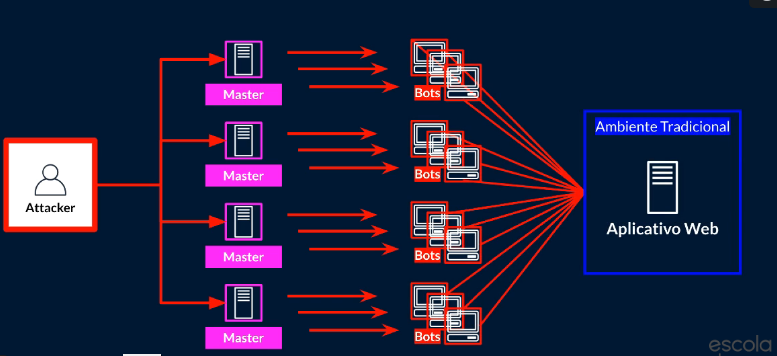 Master
Bots
Ambiente Tradicional
Master
Bots
Attacker
Aplicativo Web
Master
Bots
Master
Bots
escola